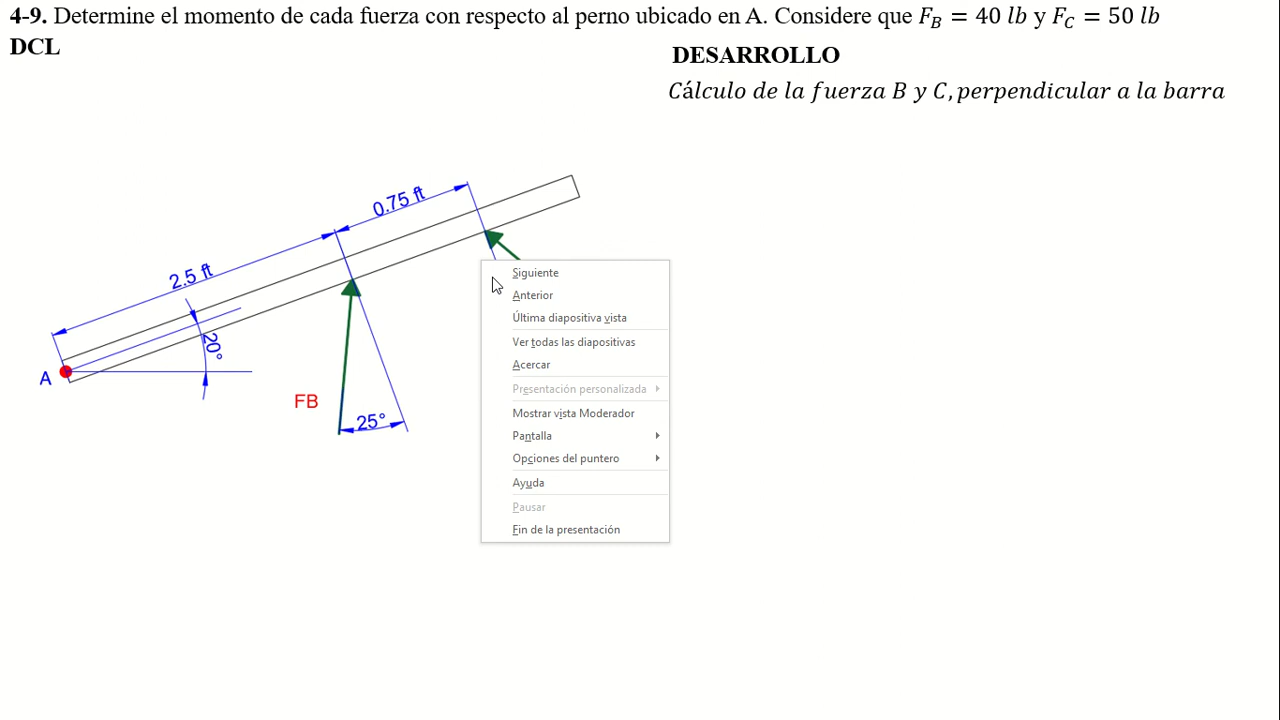 4-9. Determine el momento de cada fuerza con respecto al perno ubicado en A. Considere que F_B = 40 lb y F_C = 50 lb
DCL
DESARROLLO
Cálculo de la fuerza B y C, perpendicular a la barra
0.75 ft
2.5 ft
20°
A
FB
25°
Siguiente
Anterior
Última diapositiva vista
Ver todas las diapositivas
Acercar
Presentación personalizada
Mostrar vista Moderador
Pantalla
Opciones del puntero
Ayuda
Pausar
Fin de la presentación